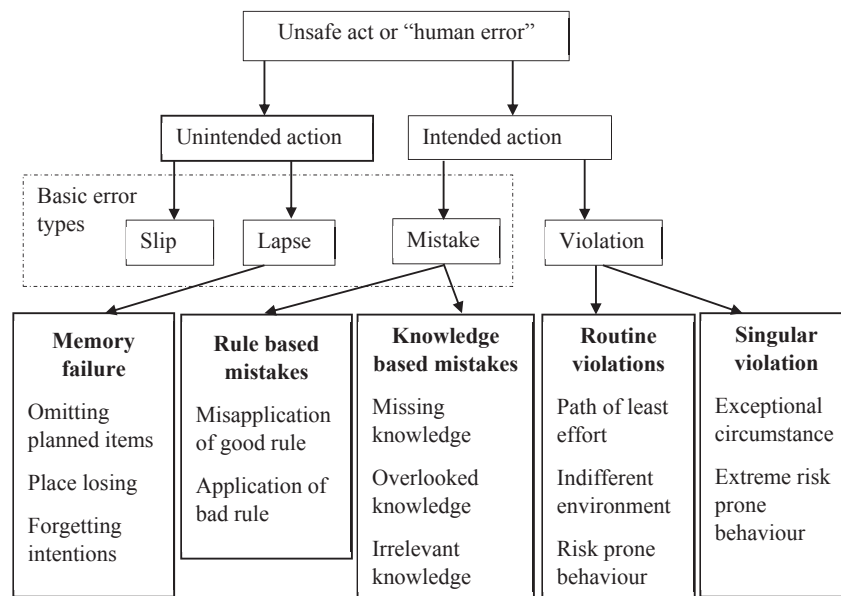 Unsafe act or “human error”
Unintended action
Intended action
Basic error
types
Slip
Lapse
Mistake
Violation
Memory
failure
Omitting
planned items
Place losing
Forgetting
intentions
Rule based
mistakes
Misapplication
of good rule
Application of
bad rule
Knowledge
based mistakes
Missing
knowledge
Overlooked
knowledge
Irrelevant
knowledge
Routine
violations
Path of least
effort
Indifferent
environment
Risk prone
behaviour
Singular
violation
Exceptional
circumstance
Extreme risk
prone
behaviour